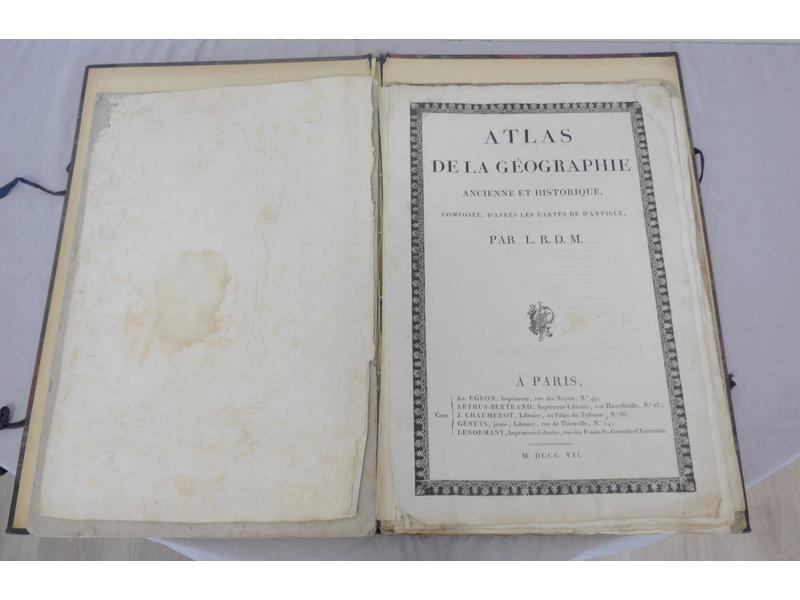 ATLAS
DE LA GÉOGRAPHIE
ANCIENNE ET HISTORIQUE,
COMPOSÉE, D'APRÈS LES CARTES DE D'ANVILLE,
PAR L. B. D. M.
À PARIS,
Chez
Au. EGRON, Imprimeur, rue des Noyers, N.º 49;
ARTHUS-BERTRAND, Imprimeur-Libraire, rue Hautefeuille, N.º 23;
J. CHAUMEROT, Libraire, au Palais du Tribunat, N.º 88;
GENETS, jeune, Libraire, rue de Thionville, N.º 14;
LENORMANT, Imprimeur-Libraire, rue des Fossés-St.-Germain-l'Auxerrois.
M. DCCC. VII.